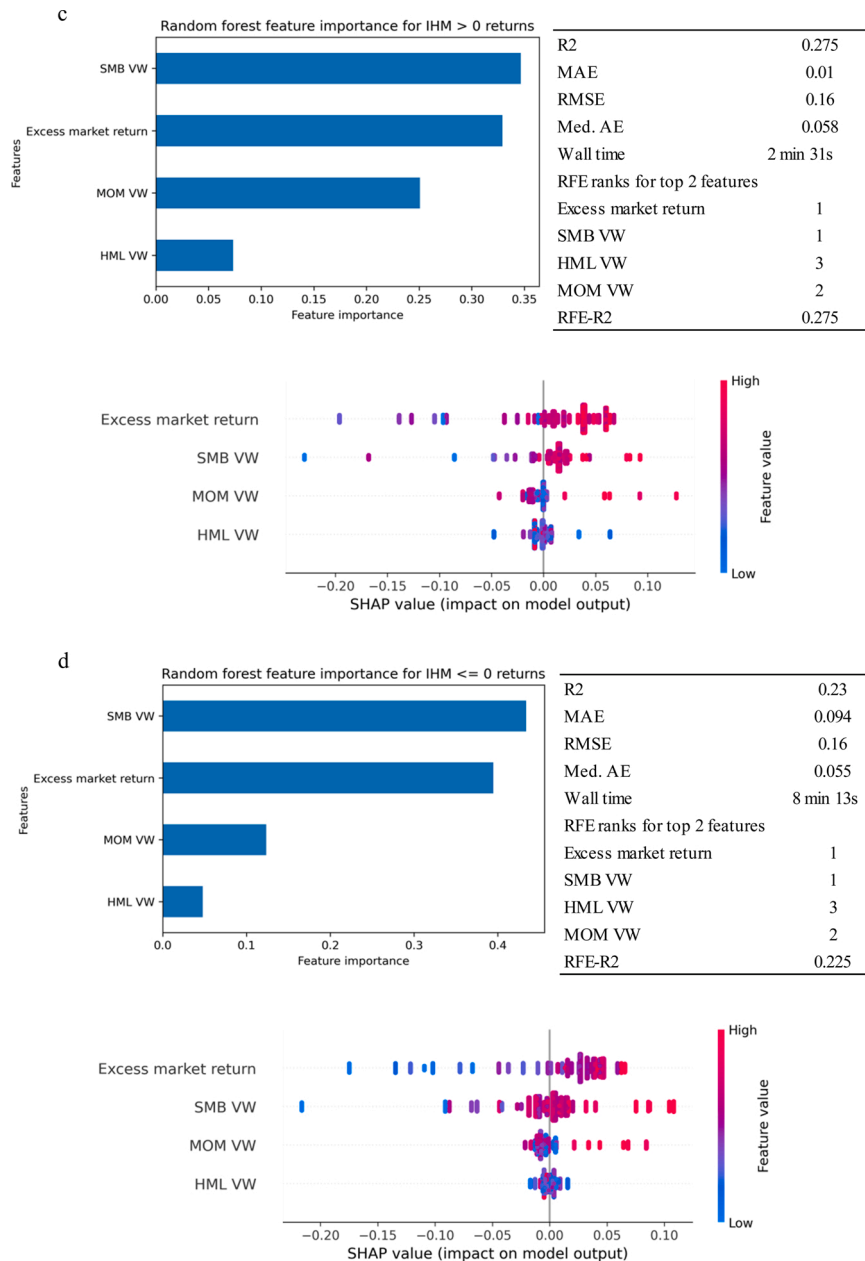 c
Random forest feature importance for IHM > 0 returns
SMB VW
Excess market return
MOM VW
HML VW
Features
0.00 0.05 0.10 0.15 0.20 0.25 0.30 0.35
Feature importance
R2 0.275
MAE 0.01
RMSE 0.16
Med. AE 0.058
Wall time 2 min 31s
RFE ranks for top 2 features
Excess market return 1
SMB VW 1
HML VW 3
MOM VW 2
RFE-R2 0.275
Excess market return
SMB VW
MOM VW
HML VW
−0.20 −0.15 −0.10 −0.05 0.00 0.05 0.10
SHAP value (impact on model output)
High
Feature value
Low
d
Random forest feature importance for IHM <= 0 returns
SMB VW
Excess market return
MOM VW
HML VW
Features
0.0 0.1 0.2 0.3 0.4
Feature importance
R2 0.23
MAE 0.094
RMSE 0.16
Med. AE 0.055
Wall time 8 min 13s
RFE ranks for top 2 features
Excess market return 1
SMB VW 1
HML VW 3
MOM VW 2
RFE-R2 0.225
Excess market return
SMB VW
MOM VW
HML VW
−0.20 −0.15 −0.10 −0.05 0.00 0.05 0.10
SHAP value (impact on model output)
High
Feature value
Low